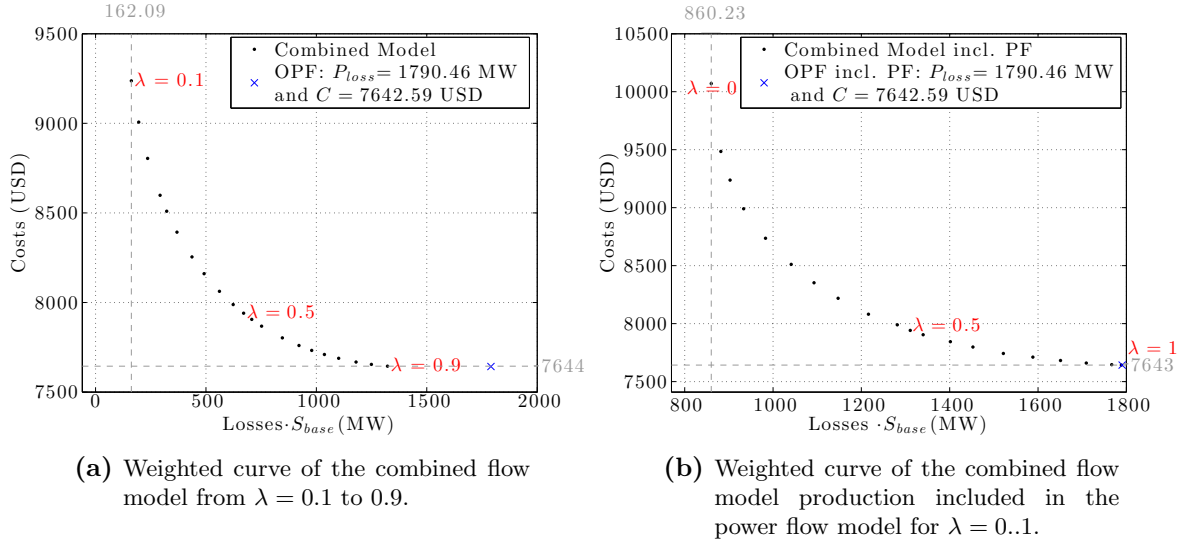 162.09
9500
9000
8500
8000
7500
Costs (USD)
Combined Model
OPF: P_loss= 1790.46 MW
and C = 7642.59 USD
λ = 0.1
λ = 0.5
λ = 0.9
7644
0 500 1000 1500 2000
Losses·S_base (MW)
(a) Weighted curve of the combined flow
model from λ = 0.1 to 0.9.
860.23
10500
10000
9500
9000
8500
8000
7500
Costs (USD)
Combined Model incl. PF
OPF incl. PF: P_loss= 1790.46 MW
and C = 7642.59 USD
λ = 0
λ = 0.5
λ = 1
7643
800 1000 1200 1400 1600 1800
Losses ·S_base (MW)
(b) Weighted curve of the combined flow
model production included in the
power flow model for λ = 0..1.